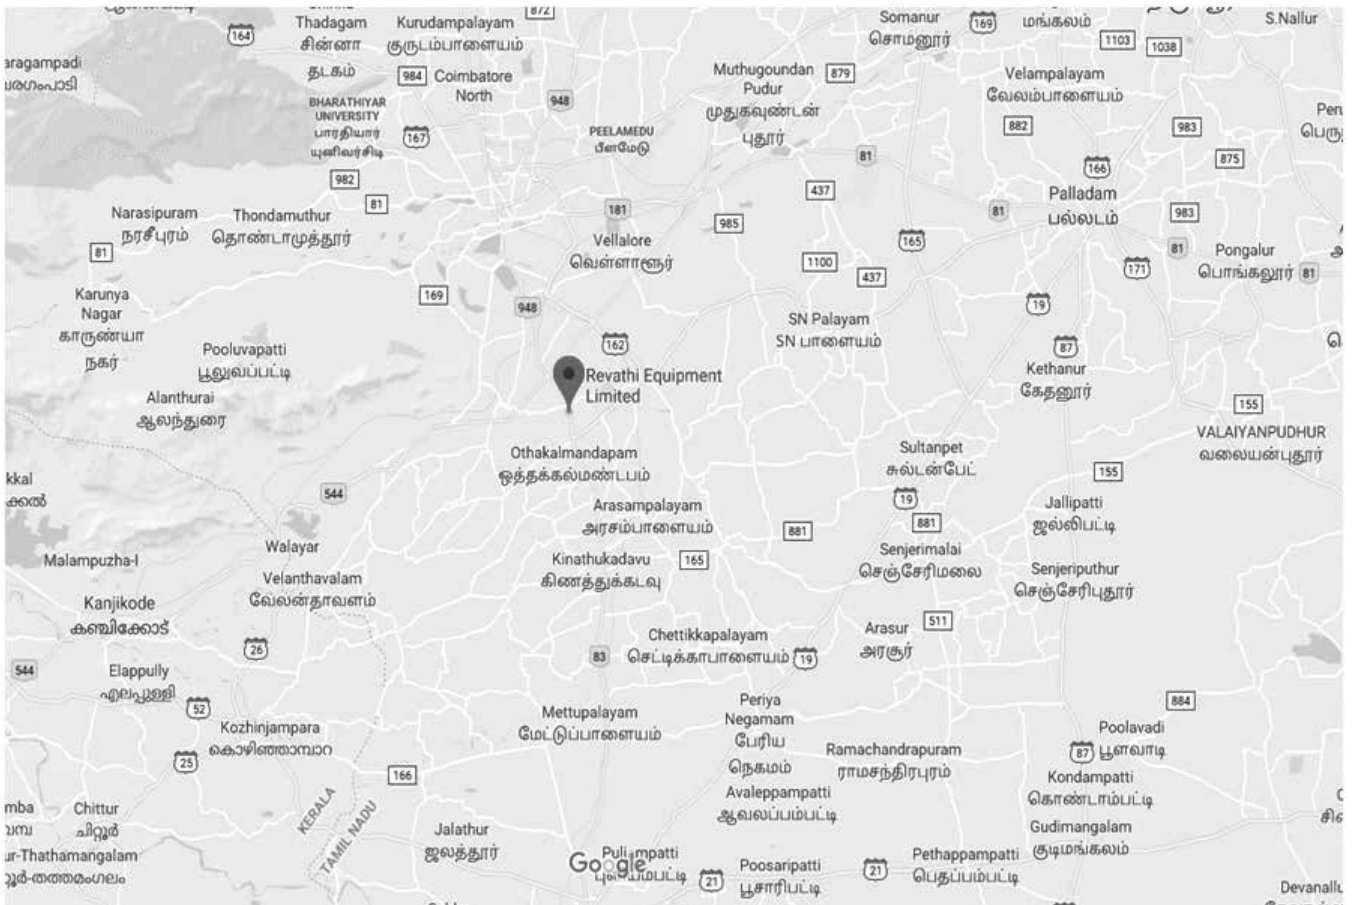 164
Thadagam
சின்னா
தடகம்
Kurudampalayam
குருடம்பாளையம்
872
984
Coimbatore
North
948
BHARATHIYAR
UNIVERSITY
பாரதியார்
யுனிவர்சிடி
167
PEELAMEDU
பீளமேடு
Muthugoundan
Pudur
முதுகவுண்டன்
புதூர்
879
Somanur
சொமனூர்
169
மங்கலம்
1103
1038
S.Nallur
Velampalayam
வேலம்பாளையம்
882
983
875
81
166
982
81
437
Palladam
பல்லடம்
81
983
81
Narasipuram
நரசீபுரம்
Thondamuthur
தொண்டாமுத்தூர்
181
985
Vellalore
வெள்ளாளூர்
165
1100
437
171
Pongalur
பொங்கலூர்
81
81
Karunya
Nagar
காருண்யா
நகர்
169
948
19
SN Palayam
SN பாளையம்
162
87
Pooluvapatti
பூலுவப்பட்டி
Revathi Equipment
Limited
Kethanur
கேதனூர்
Alanthurai
ஆலந்துரை
155
VALAIYANPUDHUR
வலையன்புதூர்
Othakalmandapam
ஒத்தக்கல்மண்டபம்
Sultanpet
சுல்டன்பேட்
155
544
19
Arasampalayam
அரசம்பாளையம்
881
881
Jallipatti
ஜல்லிபட்டி
Walayar
Malampuzha-I
Kinathukadavu
கிணத்துக்கடவு
165
Senjerimalai
செஞ்சேரிமலை
Senjeriputhur
செஞ்சேரிபுதூர்
Velanthavalam
வேலன்தாவளம்
Kanjikode
കഞ്ചിക്കോട്
26
Chettikkapalayam
செட்டிக்காபாளையம்
19
Arasur
அரசூர்
511
83
544
Elappully
എലപ്പുള്ളി
52
884
Mettupalayam
மேட்டுப்பாளையம்
Periya
Negamam
பேரிய
நெகமம்
Kozhinjampara
കൊഴിഞ്ഞാമ്പാറ
25
166
Ramachandrapuram
ராமசந்திரபுரம்
87
Poolavadi
பூளவாடி
Kondampatti
கொண்டாம்பட்டி
Avaleppampatti
ஆவலப்பம்பட்டி
KERALA
TAMIL NADU
Chittur
ചിറ്റൂർ
Jalathur
ஜலத்தூர்
Gudimangalam
குடிமங்கலம்
Google
21
Poosaripatti
பூசாரிபட்டி
21
Pethappampatti
பெதப்பம்பட்டி